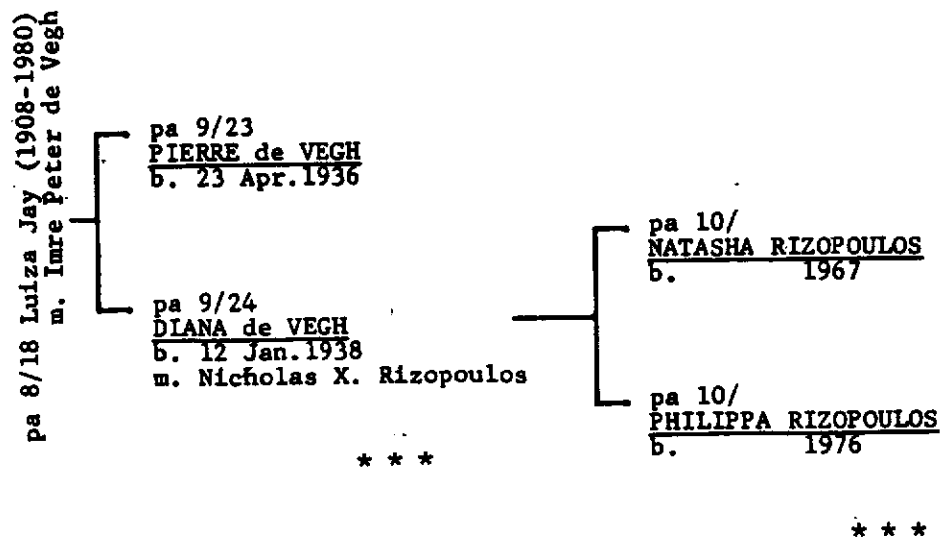 pa 8/18 Luiza Jay (1908-1980)
m. Imre Peter de Vegh
pa 9/23
PIERRE de VEGH
b. 23 Apr.1936
pa 9/24
DIANA de VEGH
b. 12 Jan.1938
m. Nicholas X. Rizopoulos
* * *
pa 10/
NATASHA RIZOPOULOS
b. 1967
pa 10/
PHILIPPA RIZOPOULOS
b. 1976
* * *